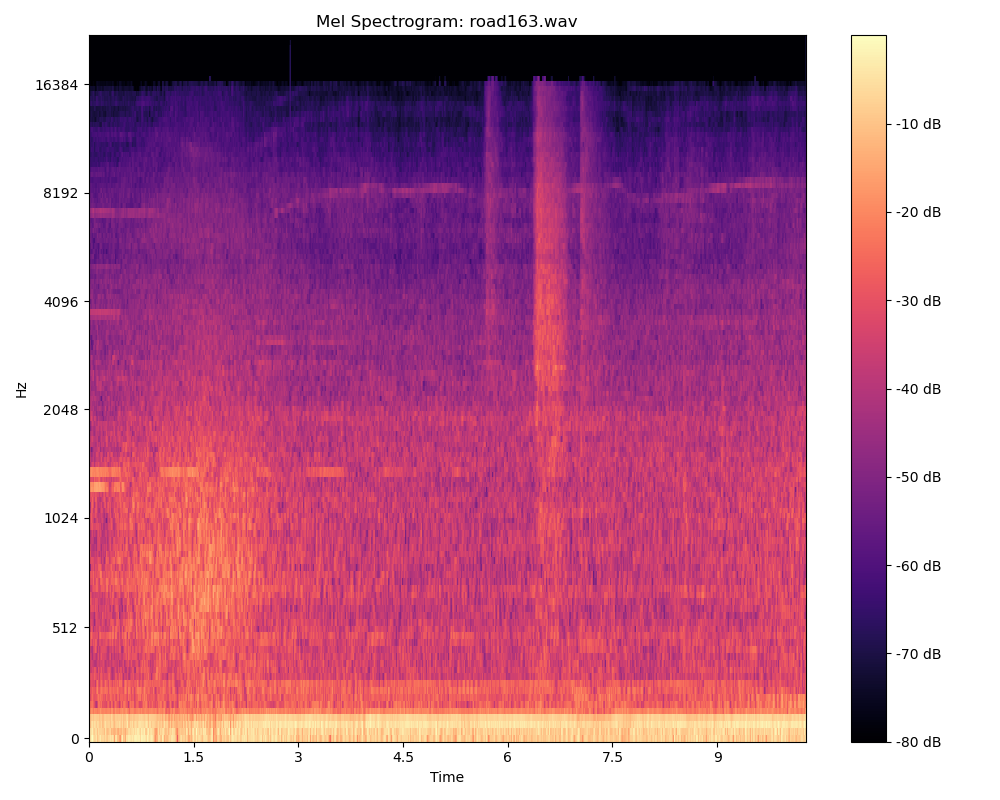 Mel Spectrogram: road163.wav
16384
8192
4096
2048
1024
512
0
Hz
0 1.5 3 4.5 6 7.5 9
Time
-10 dB
-20 dB
-30 dB
-40 dB
-50 dB
-60 dB
-70 dB
-80 dB